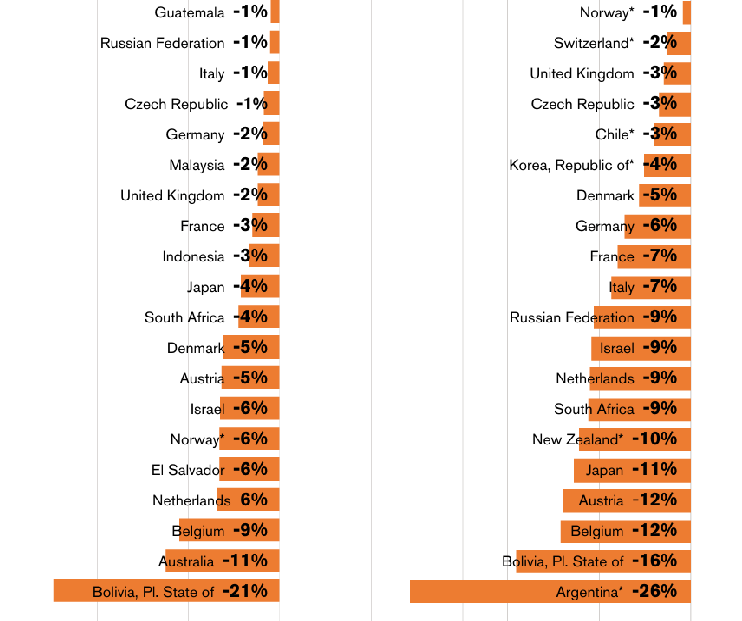 Guatemala -1%
Russian Federation -1%
Italy -1%
Czech Republic -1%
Germany -2%
Malaysia -2%
United Kingdom -2%
France -3%
Indonesia -3%
Japan -4%
South Africa -4%
Denmark -5%
Austria -5%
Israel -6%
Norway* -6%
El Salvador -6%
Netherlands 6%
Belgium -9%
Australia -11%
Bolivia, Pl. State of -21%
Norway* -1%
Switzerland* -2%
United Kingdom -3%
Czech Republic -3%
Chile* -3%
Korea, Republic of* -4%
Denmark -5%
Germany -6%
France -7%
Italy -7%
Russian Federation -9%
Israel -9%
Netherlands -9%
South Africa -9%
New Zealand* -10%
Japan -11%
Austria -12%
Belgium -12%
Bolivia, Pl. State of -16%
Argentina* -26%